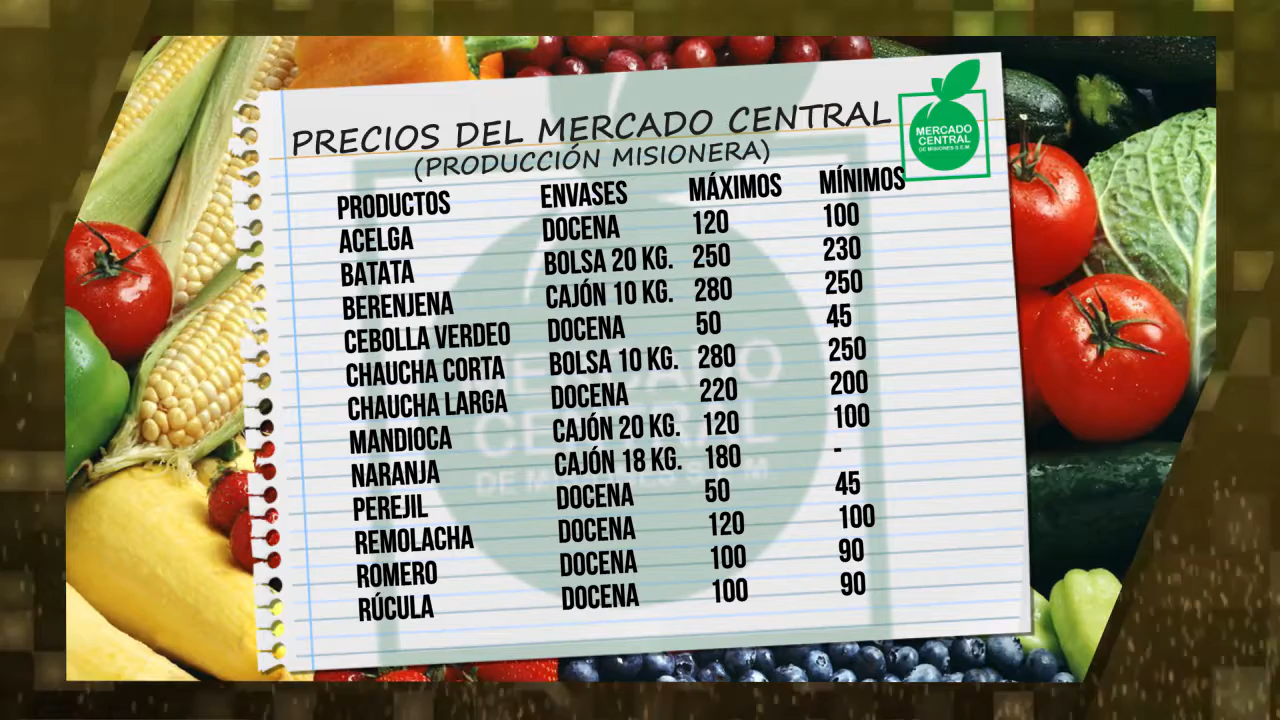 PRECIOS DEL MERCADO CENTRAL
(PRODUCCIÓN MISIONERA)
MERCADO
CENTRAL
DE MISIONES S.E.M.
PRODUCTOS ENVASES MÁXIMOS MÍNIMOS
ACELGA DOCENA 120 100
BATATA BOLSA 20 KG. 250 230
BERENJENA CAJÓN 10 KG. 280 250
CEBOLLA VERDEO DOCENA 50 45
CHAUCHA CORTA BOLSA 10 KG. 280 250
CHAUCHA LARGA DOCENA 220 200
MANDIOCA CAJÓN 20 KG. 120 100
NARANJA CAJÓN 18 KG. 180 -
PEREJIL DOCENA 50 45
REMOLACHA DOCENA 120 100
ROMERO DOCENA 100 90
RÚCULA DOCENA 100 90